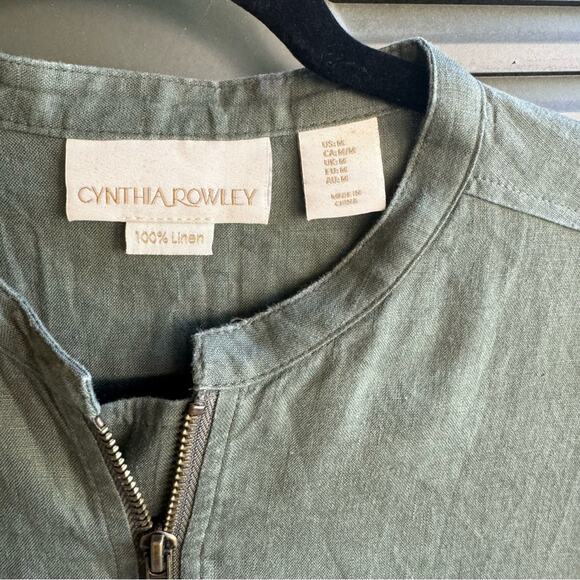 CYNTHIA ROWLEY
100% Linen
US: M
CA: M/M
UK: M
EU: M
AU: M
MADE IN
CHINA